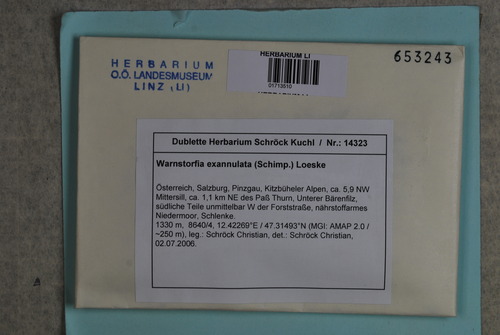 HERBARIUM
O.Ö. LANDESMUSEUM
LINZ (LI)
HERBARIUM LI
01713510
653243
Dublette Herbarium Schröck Kuchl / Nr.: 14323
Warnstorfia exannulata (Schimp.) Loeske
Österreich, Salzburg, Pinzgau, Kitzbüheler Alpen, ca. 5,9 NW
Mittersill, ca. 1,1 km NE des Paß Thurn, Unterer Bärenfilz,
südliche Teile unmittelbar W der Forststraße, nährstoffarmes
Niedermoor, Schlenke.
1330 m, 8640/4, 12.42269°E / 47.31493°N (MGI: AMAP 2.0 /
~250 m), leg.: Schröck Christian, det.: Schröck Christian,
02.07.2006.